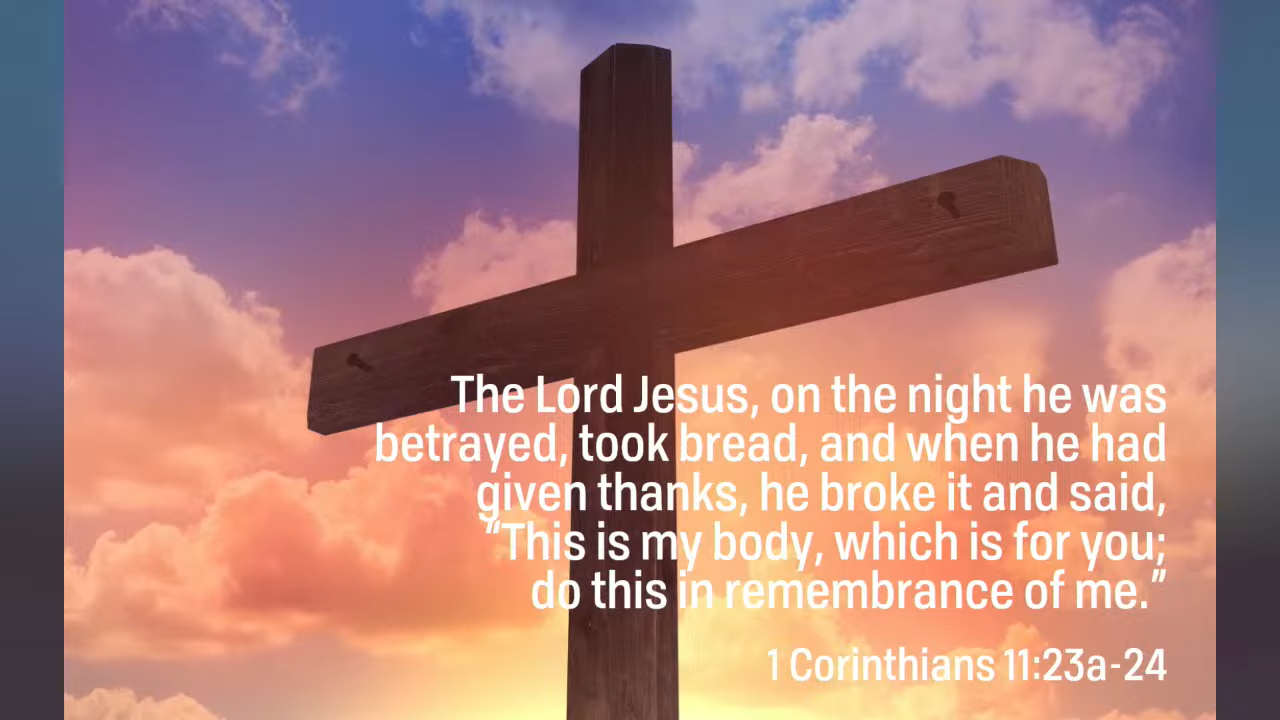 The Lord Jesus, on the night he was
betrayed, took bread, and when he had
given thanks, he broke it and said,
“This is my body, which is for you;
do this in remembrance of me.”
1 Corinthians 11:23a-24